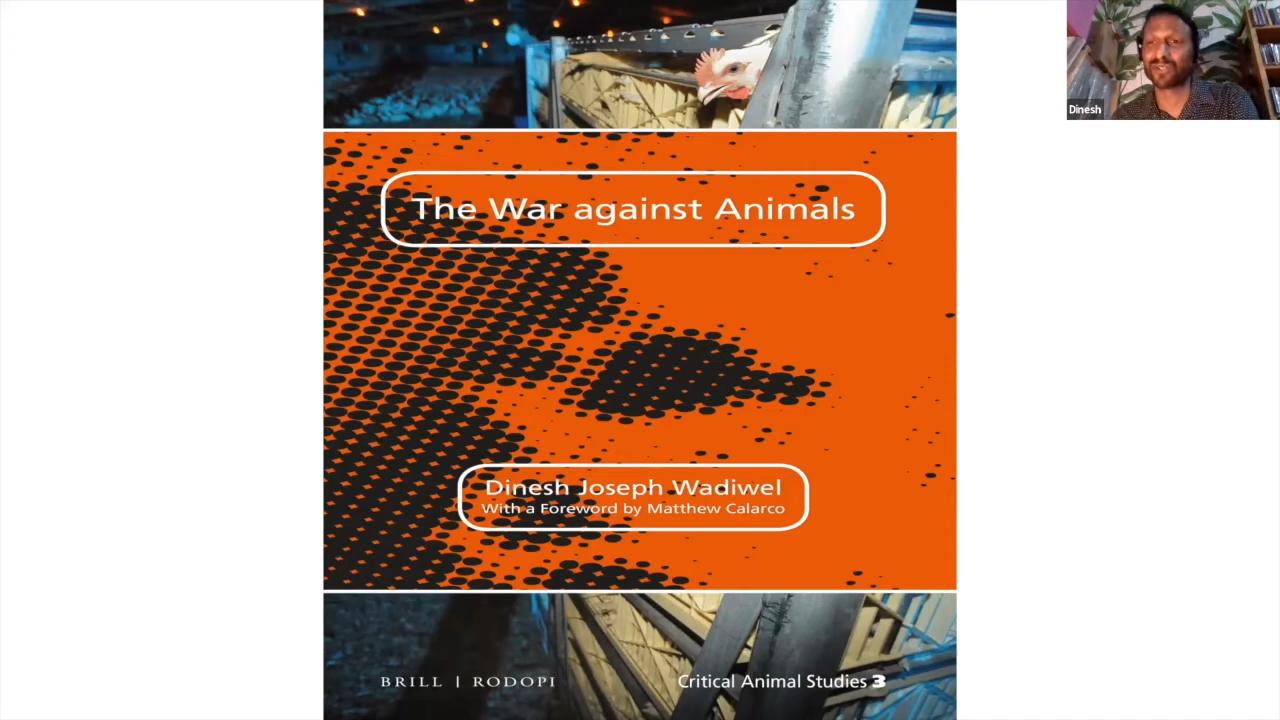 Dinesh
The War against Animals
Dinesh Joseph Wadiwel
With a Foreword by Matthew Calarco
BRILL | RODOPI
Critical Animal Studies 3